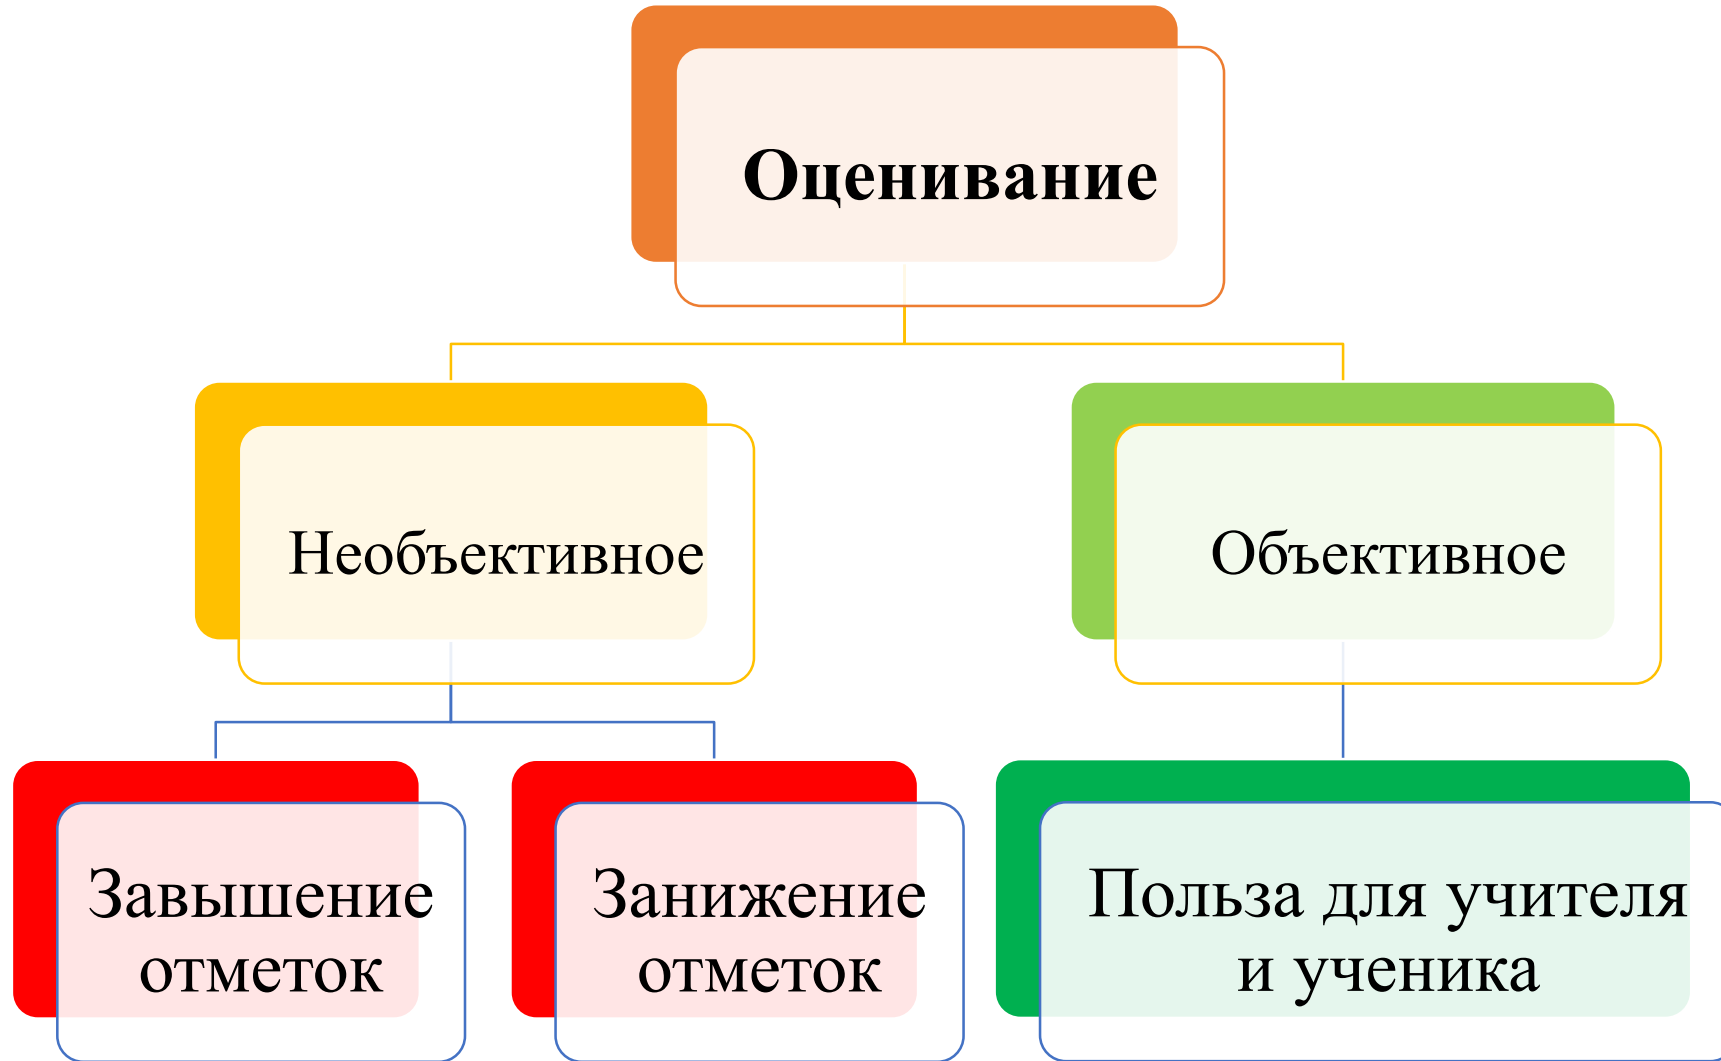 Оценивание
Необъективное
Объективное
Завышение
отметок
Занижение
отметок
Польза для учителя
и ученика